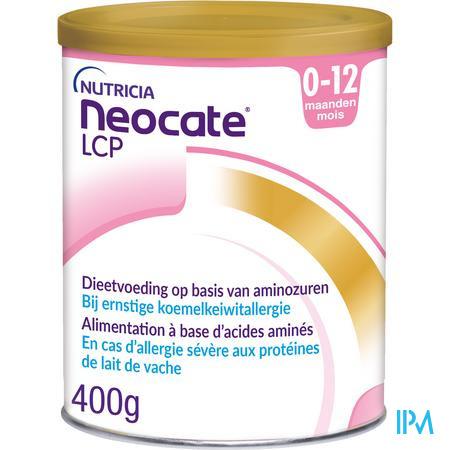 NUTRICIA
neocate®
LCP
0-12
maanden
mois
Dieetvoeding op basis van aminozuren
Bij ernstige koemelkeiwitallergie
Alimentation à base d'acides aminés
En cas d'allergie sévère aux protéines
de lait de vache
400g
IPM